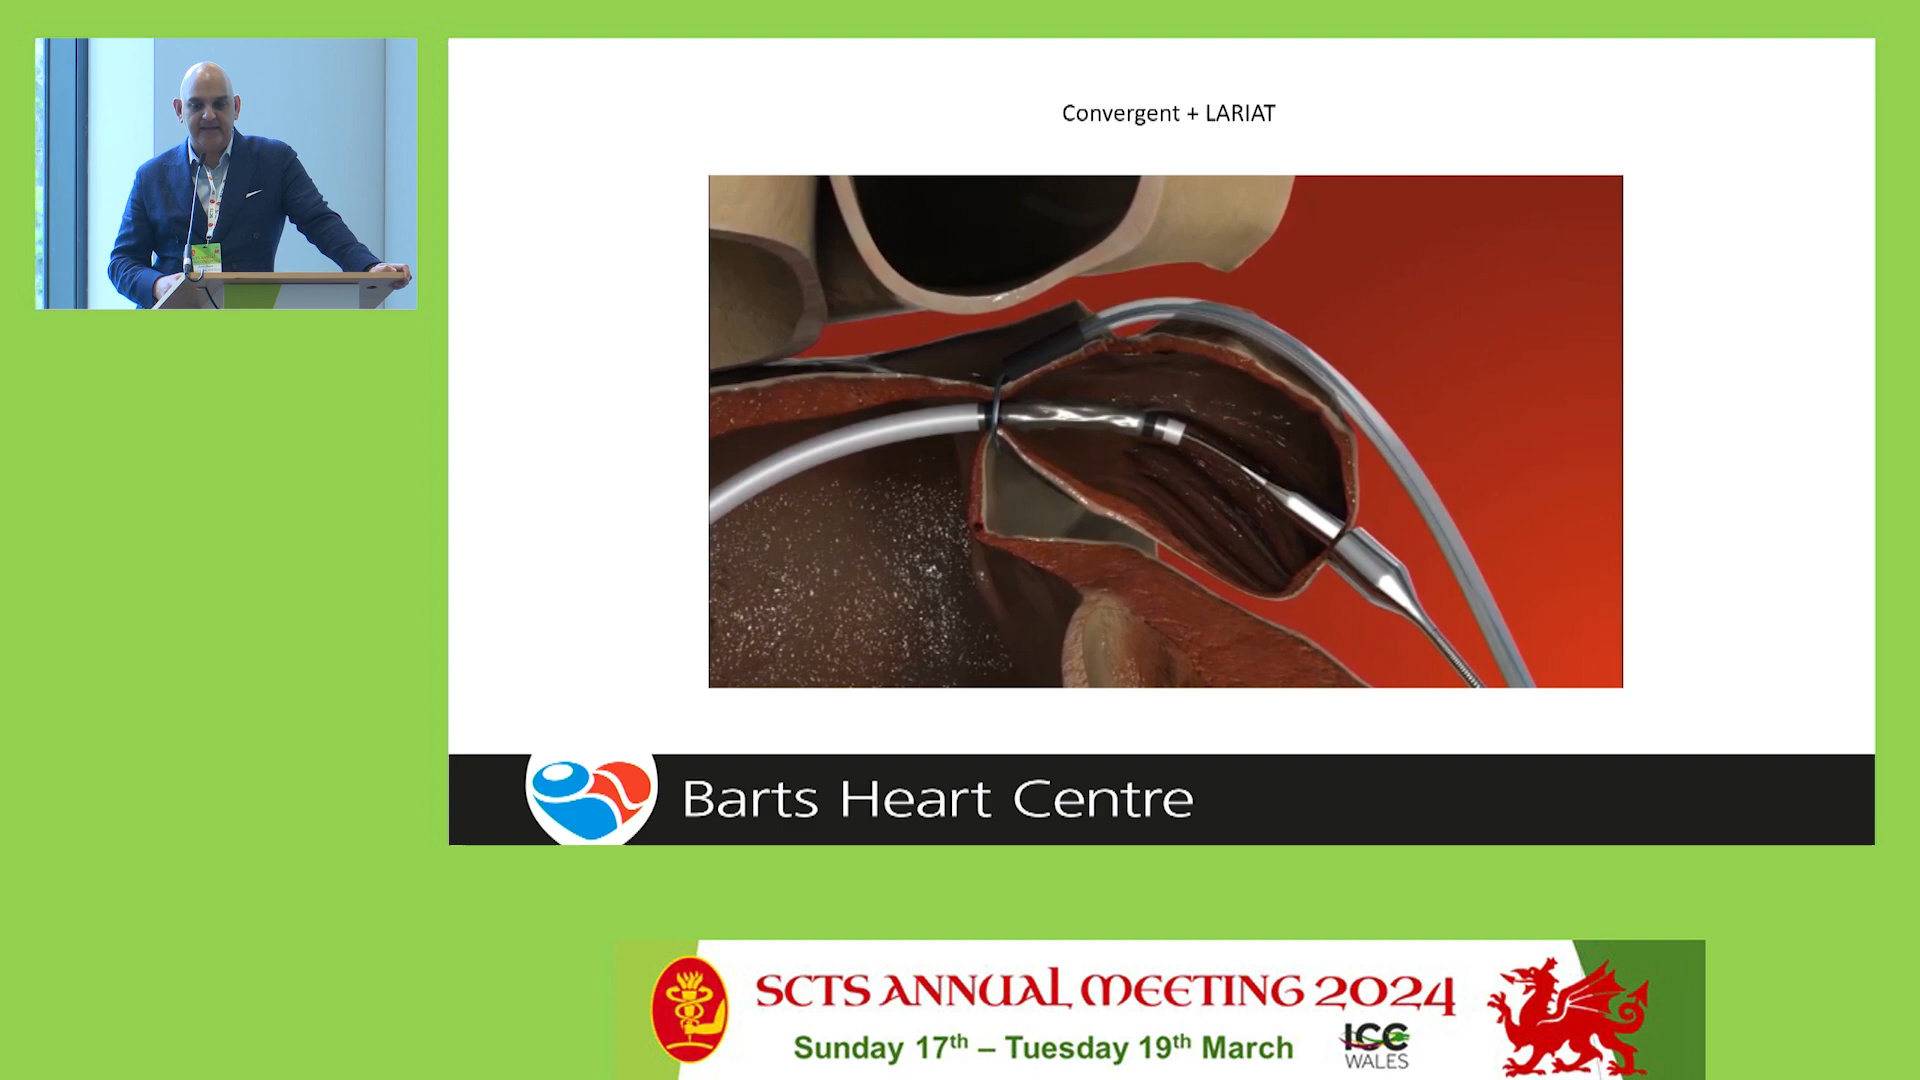 Convergent + LARIAT
Barts Heart Centre
SCTS ANNUAL MEETING 2024
Sunday 17th – Tuesday 19th March
ICC
WALES